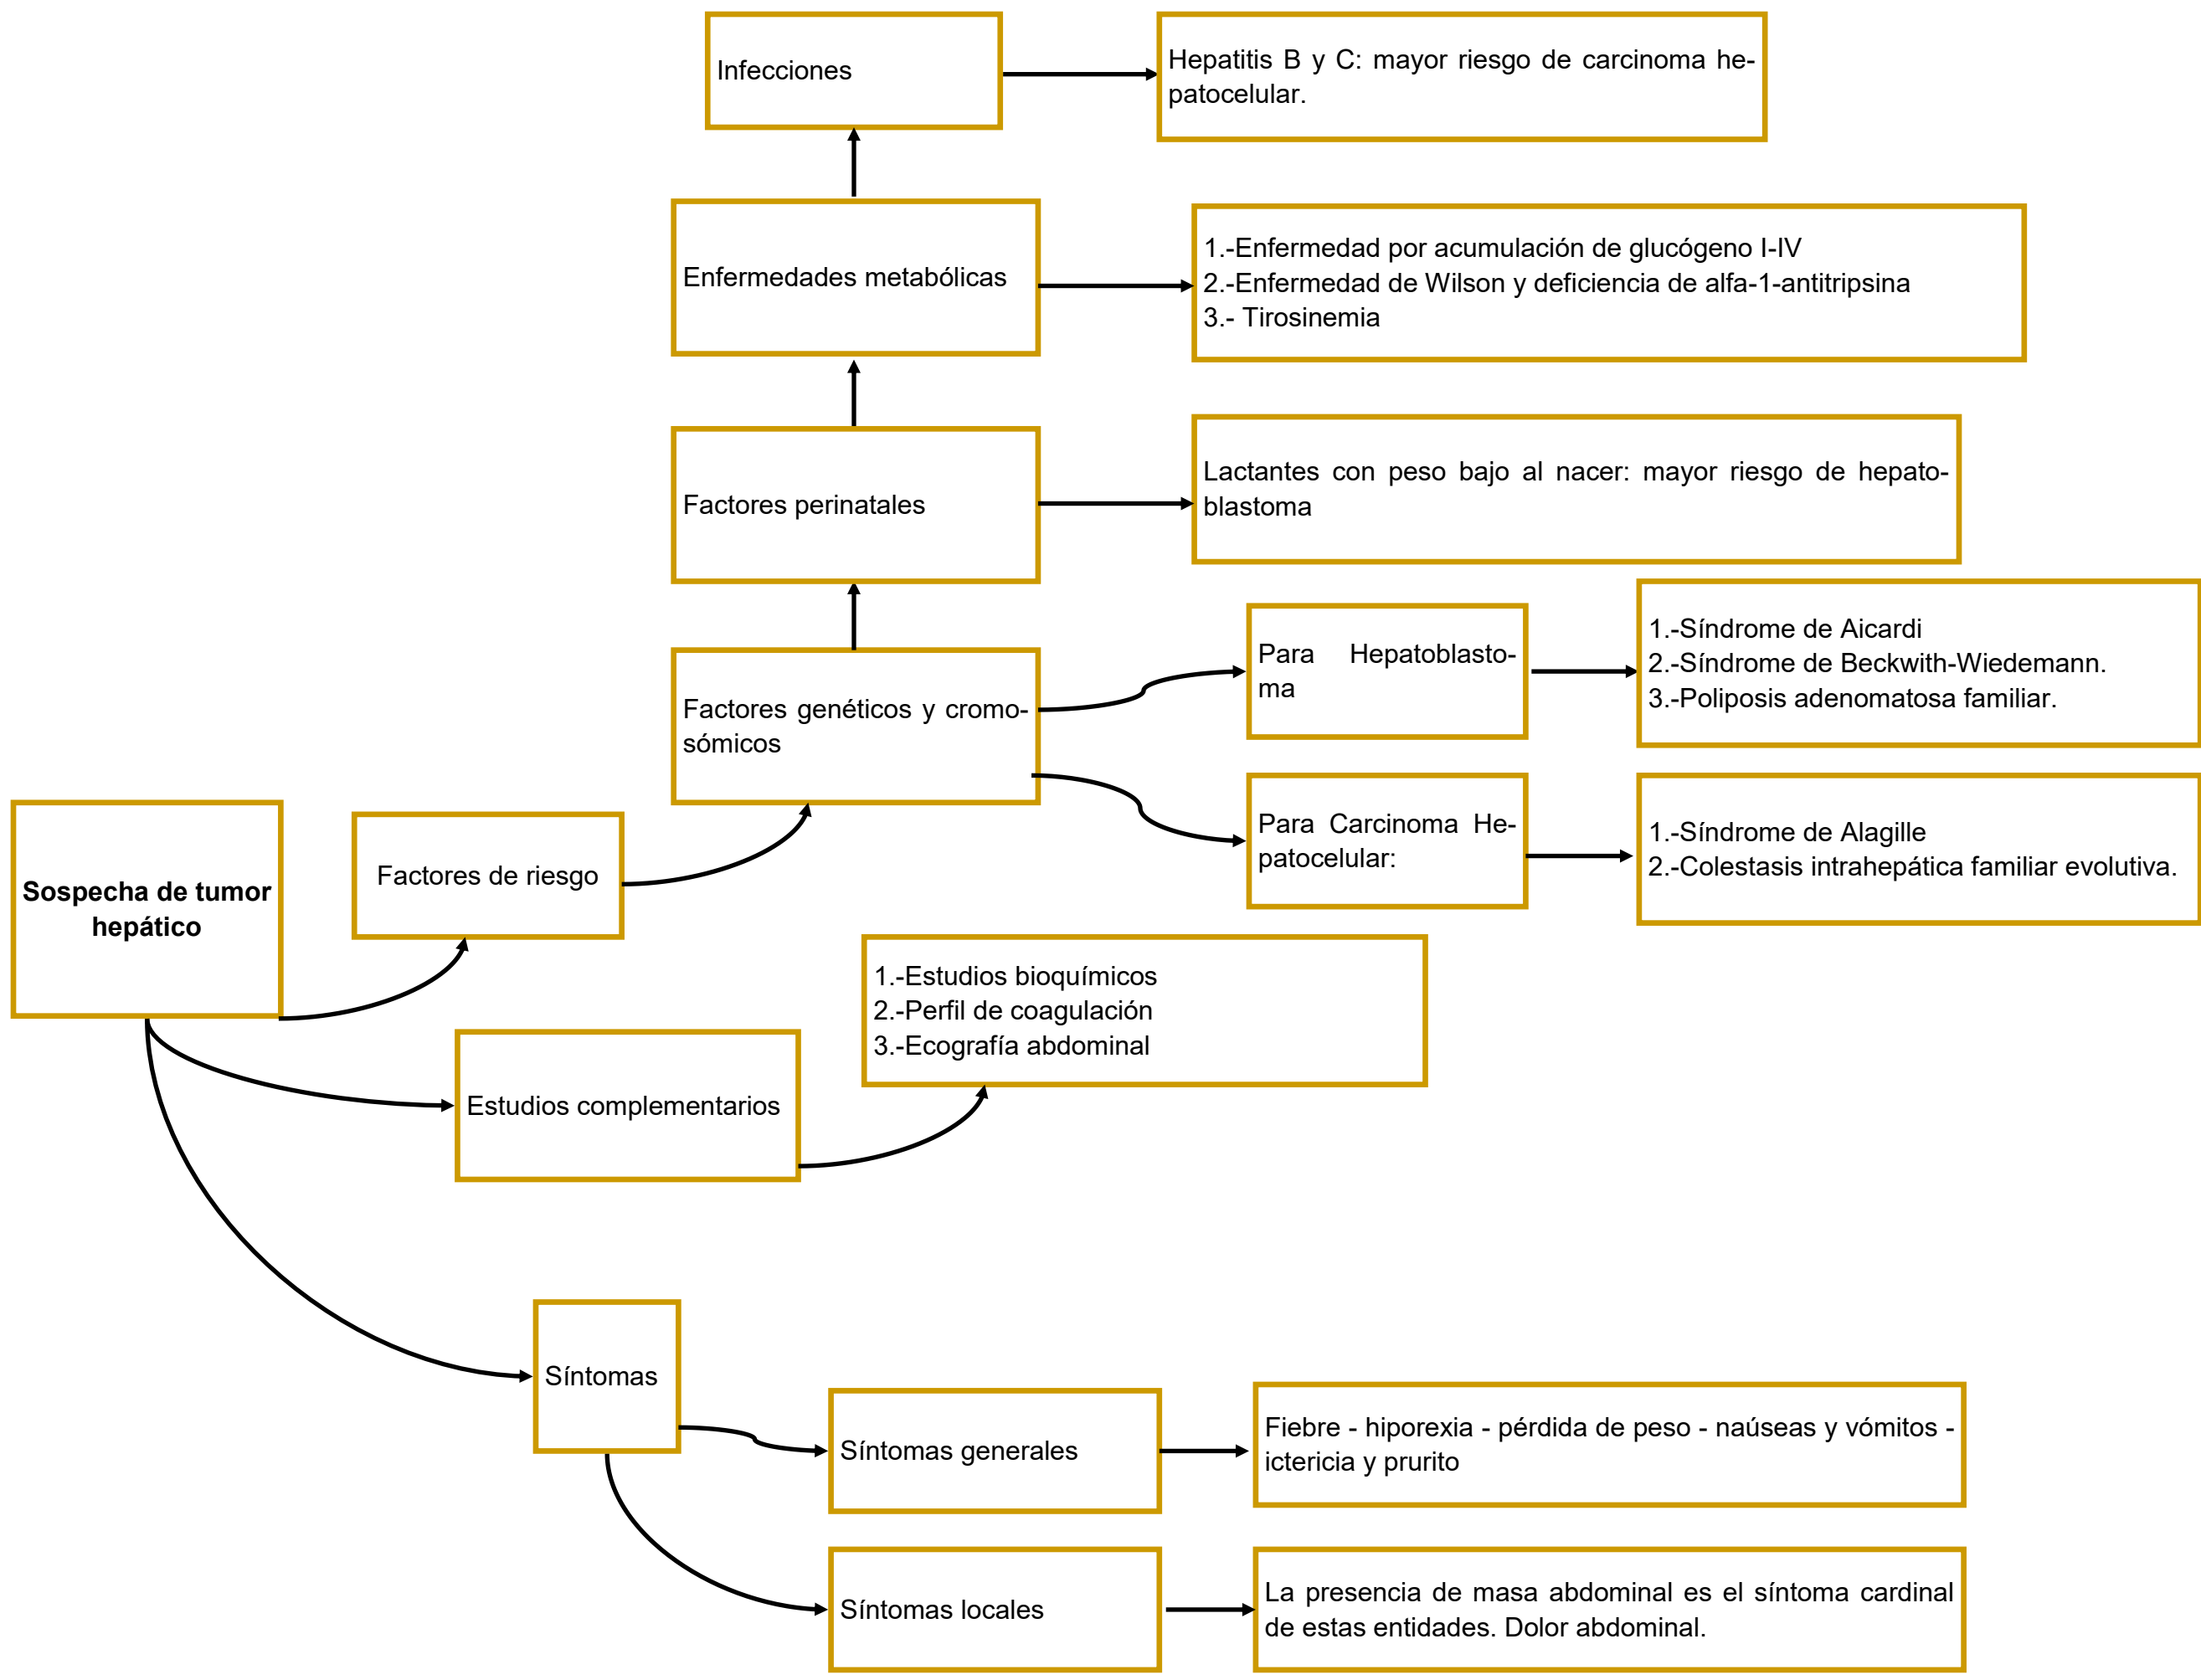 Infecciones
Hepatitis B y C: mayor riesgo de carcinoma he-
patocelular.
Enfermedades metabólicas
1.-Enfermedad por acumulación de glucógeno I-IV
2.-Enfermedad de Wilson y deficiencia de alfa-1-antitripsina
3.- Tirosinemia
Factores perinatales
Lactantes con peso bajo al nacer: mayor riesgo de hepato-
blastoma
Factores genéticos y cromo-
sómicos
Para Hepatoblasto-
ma
1.-Síndrome de Aicardi
2.-Síndrome de Beckwith-Wiedemann.
3.-Poliposis adenomatosa familiar.
Para Carcinoma He-
patocelular:
1.-Síndrome de Alagille
2.-Colestasis intrahepática familiar evolutiva.
Sospecha de tumor
hepático
Factores de riesgo
1.-Estudios bioquímicos
2.-Perfil de coagulación
3.-Ecografía abdominal
Estudios complementarios
Síntomas
Síntomas generales
Fiebre - hiporexia - pérdida de peso - naúseas y vómitos -
ictericia y prurito
Síntomas locales
La presencia de masa abdominal es el síntoma cardinal
de estas entidades. Dolor abdominal.